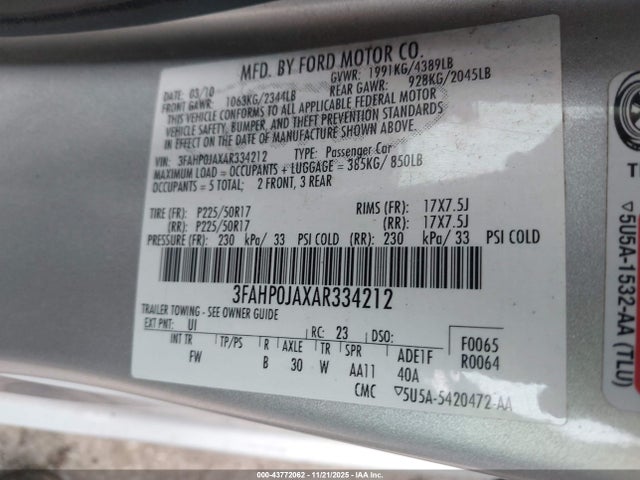 MFD. BY FORD MOTOR CO.
DATE: 03/10 GVWR: 1991KG/4389LB
FRONT GAWR: 1063KG/2344LB REAR GAWR: 928KG/2045LB
THIS VEHICLE CONFORMS TO ALL APPLICABLE FEDERAL MOTOR
VEHICLE SAFETY, BUMPER, AND THEFT PREVENTION STANDARDS
IN EFFECT ON THE DATE OF MANUFACTURE SHOWN ABOVE.
VIN: 3FAHP0JAXAR334212 TYPE: Passenger Car
MAXIMUM LOAD = OCCUPANTS + LUGGAGE = 385KG/ 850LB
OCCUPANTS = 5 TOTAL; 2 FRONT, 3 REAR
TIRE (FR): P225/50R17 RIMS (FR): 17X7.5J
(RR): P225/50R17 (RR): 17X7.5J
PRESSURE (FR): 230 kPa/ 33 PSI COLD (RR): 230 kPa/ 33 PSI COLD
3FAHP0JAXAR334212
TRAILER TOWING - SEE OWNER GUIDE
EXT PNT: UI RC: 23 DSO: F0065
INT TR TP/PS R AXLE TR SPR ADE1F R0064
FW B 30 W AA11 40A
CMC ▽5U5A-5420472-AA
▽5U5A-1532-AA (TLU)
000-43772062 - 11/21/2025 - IAAI, Inc.